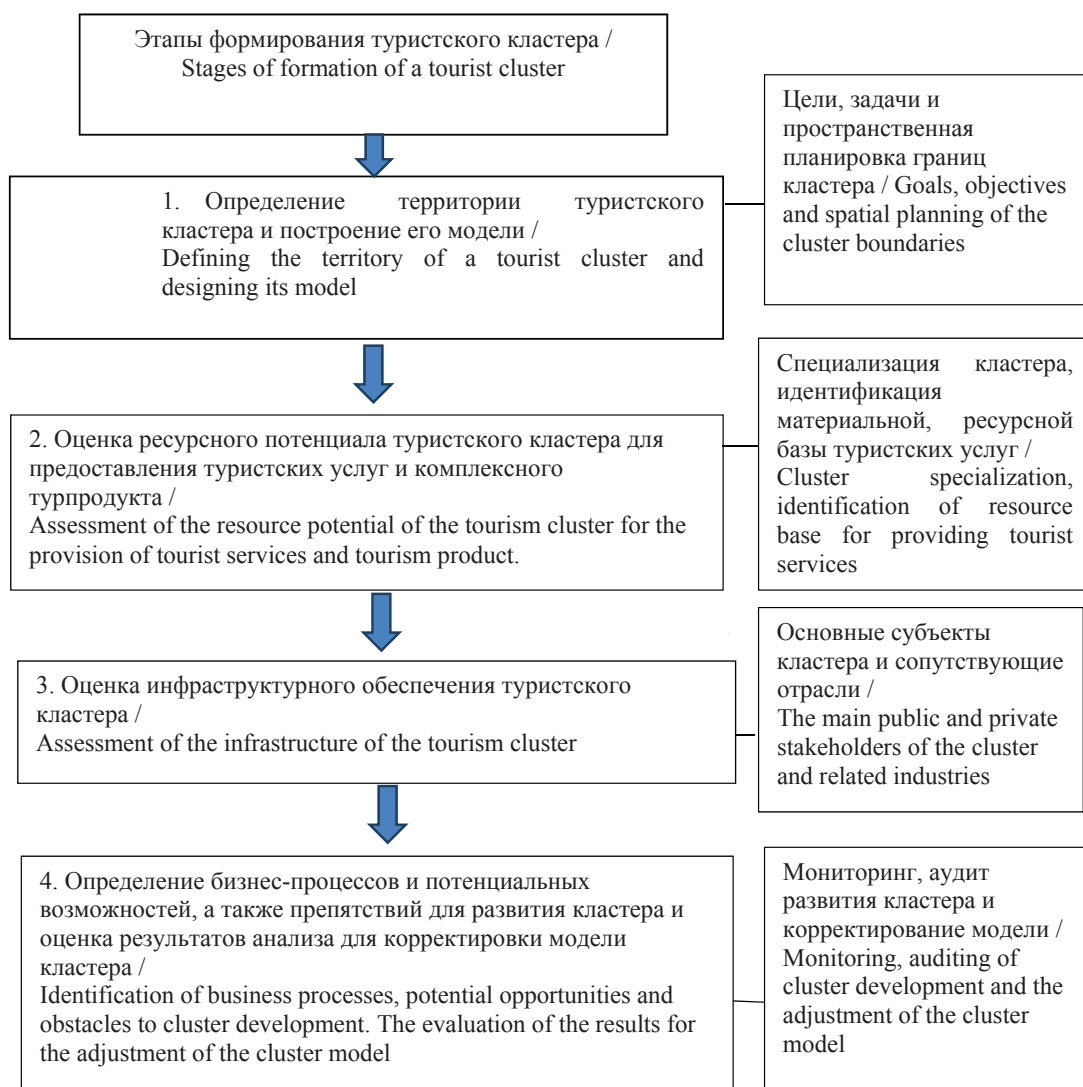 Этапы формирования туристского кластера /
Stages of formation of a tourist cluster
Цели, задачи и
пространственная
планировка границ
кластера / Goals, objectives
and spatial planning of the
cluster boundaries
1. Определение территории туристского
кластера и построение его модели /
Defining the territory of a tourist cluster and
designing its model
Специализация кластера,
идентификация
материальной, ресурсной
базы туристских услуг /
Cluster specialization,
identification of resource
base for providing tourist
services
2. Оценка ресурсного потенциала туристского кластера для
предоставления туристских услуг и комплексного
турпродукта /
Assessment of the resource potential of the tourism cluster for the
provision of tourist services and tourism product.
Основные субъекты
кластера и сопутствующие
отрасли /
The main public and private
stakeholders of the cluster
and related industries
3. Оценка инфраструктурного обеспечения туристского
кластера /
Assessment of the infrastructure of the tourism cluster
4. Определение бизнес-процессов и потенциальных
возможностей, а также препятствий для развития кластера и
оценка результатов анализа для корректировки модели
кластера /
Identification of business processes, potential opportunities and
obstacles to cluster development. The evaluation of the results for
the adjustment of the cluster model
Мониторинг, аудит
развития кластера и
корректирование модели /
Monitoring, auditing of
cluster development and the
adjustment of the cluster
model